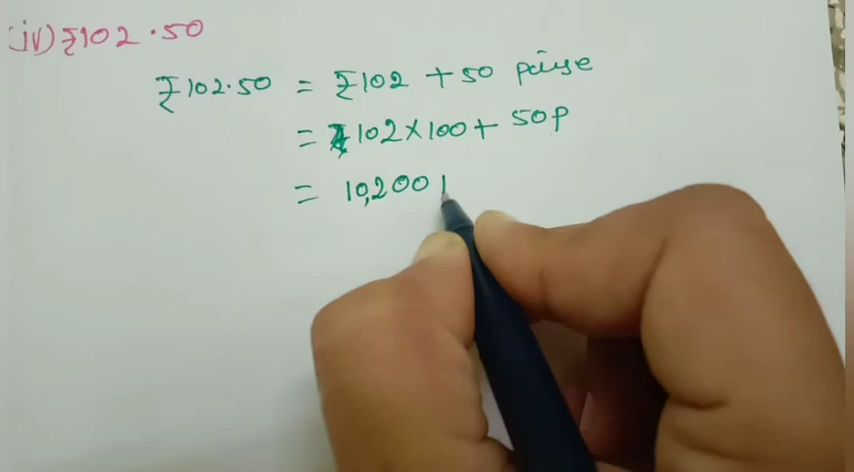 (iv) ₹102.50
₹102.50 = ₹102 + 50 paise
= 102×100+ 50p
= 10,200